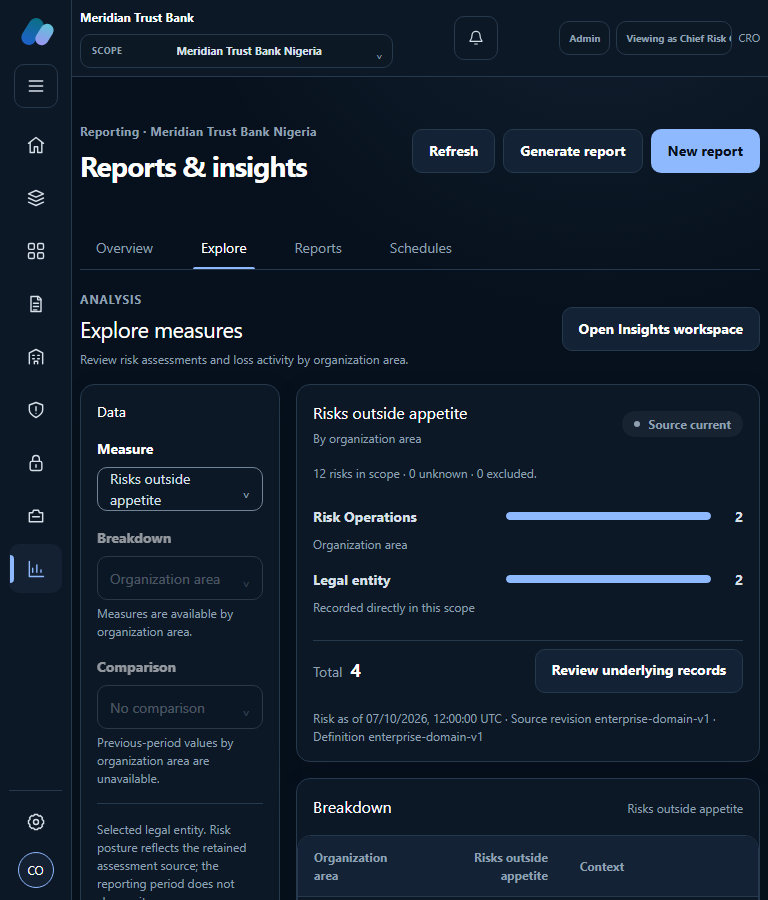 Meridian Trust Bank
SCOPE Meridian Trust Bank Nigeria
Admin
Viewing as Chief Risk
CRO
Reporting · Meridian Trust Bank Nigeria
Reports & insights
Refresh
Generate report
New report
Overview
Explore
Reports
Schedules
ANALYSIS
Explore measures
Review risk assessments and loss activity by organization area.
Open Insights workspace
Data
Measure
Risks outside
appetite
Breakdown
Organization area
Measures are available by
organization area.
Comparison
No comparison
Previous-period values by
organization area are
unavailable.
Selected legal entity. Risk
posture reflects the retained
assessment source; the
reporting period does not
Risks outside appetite
By organization area
Source current
12 risks in scope · 0 unknown · 0 excluded.
Risk Operations 2
Organization area
Legal entity 2
Recorded directly in this scope
Total 4
Review underlying records
Risk as of 07/10/2026, 12:00:00 UTC · Source revision enterprise-domain-v1 ·
Definition enterprise-domain-v1
Breakdown
Risks outside appetite
Organization
area
Risks outside
appetite
Context
CO